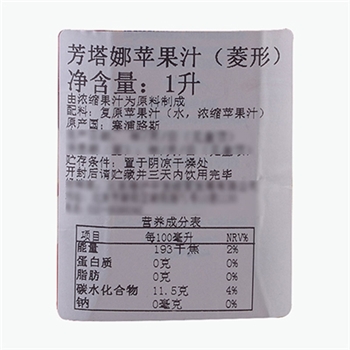 芳塔娜苹果汁（菱形）
净含量：1升
由浓缩果汁为原料制成
配料：复原苹果汁（水，浓缩苹果汁）
原产国：塞浦路斯
贮存条件：置于阴凉干燥处
开封后请贮藏并三天内饮用完毕
营养成分表
项目 每100毫升 NRV%
能量 193千焦 2%
蛋白质 0克 0%
脂肪 0克 0%
碳水化合物 11.5克 4%
钠 0毫克 0%